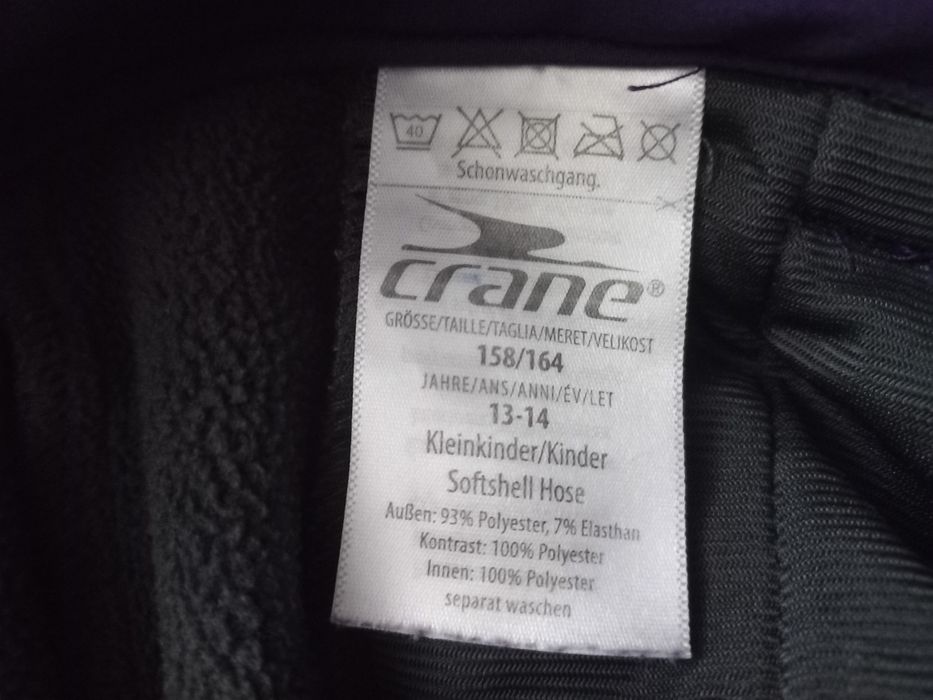 40
Schonwaschgang.
crane®
GRÖSSE/TAILLE/TAGLIA/MERET/VELIKOST
158/164
JAHRE/ANS/ANNI/ÉV/LET
13-14
Kleinkinder/Kinder
Softshell Hose
Außen: 93% Polyester, 7% Elasthan
Kontrast: 100% Polyester
Innen: 100% Polyester
separat waschen